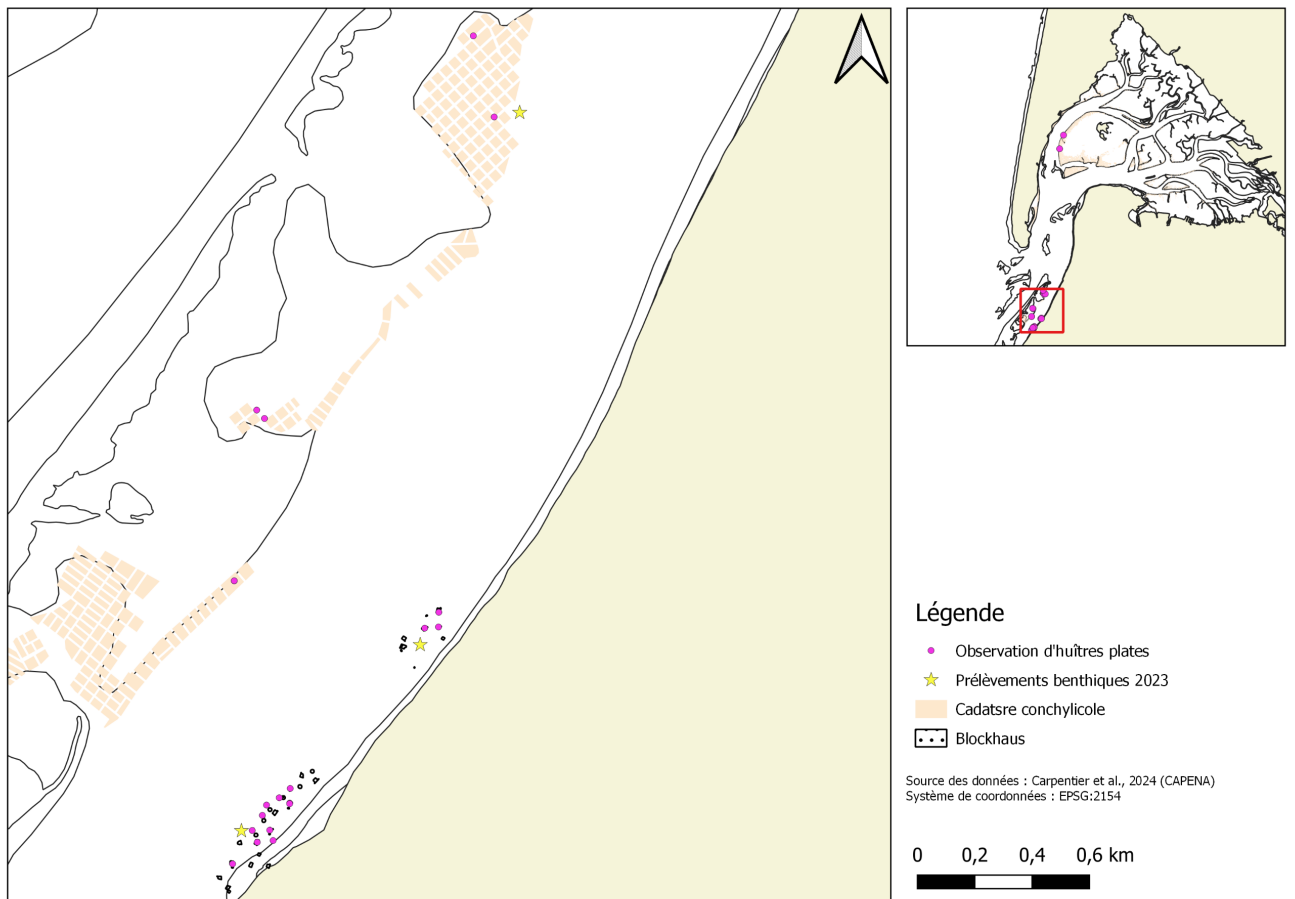 Légende
Observation d'huîtres plates
Prélèvements benthiques 2023
Cadatsre conchylicole
Blockhaus
Source des données : Carpentier et al., 2024 (CAPENA)
Système de coordonnées : EPSG:2154
0 0,2 0,4 0,6 km